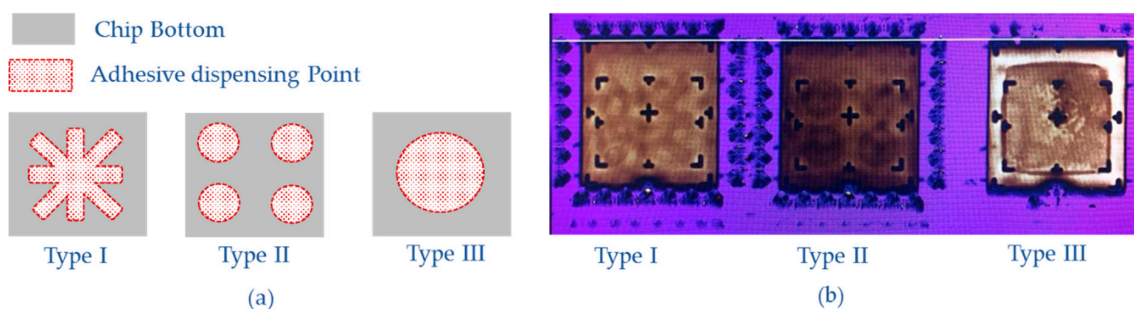 Chip Bottom
Adhesive dispensing Point
Type I
Type II
Type III
(a)
Type I
Type II
Type III
(b)